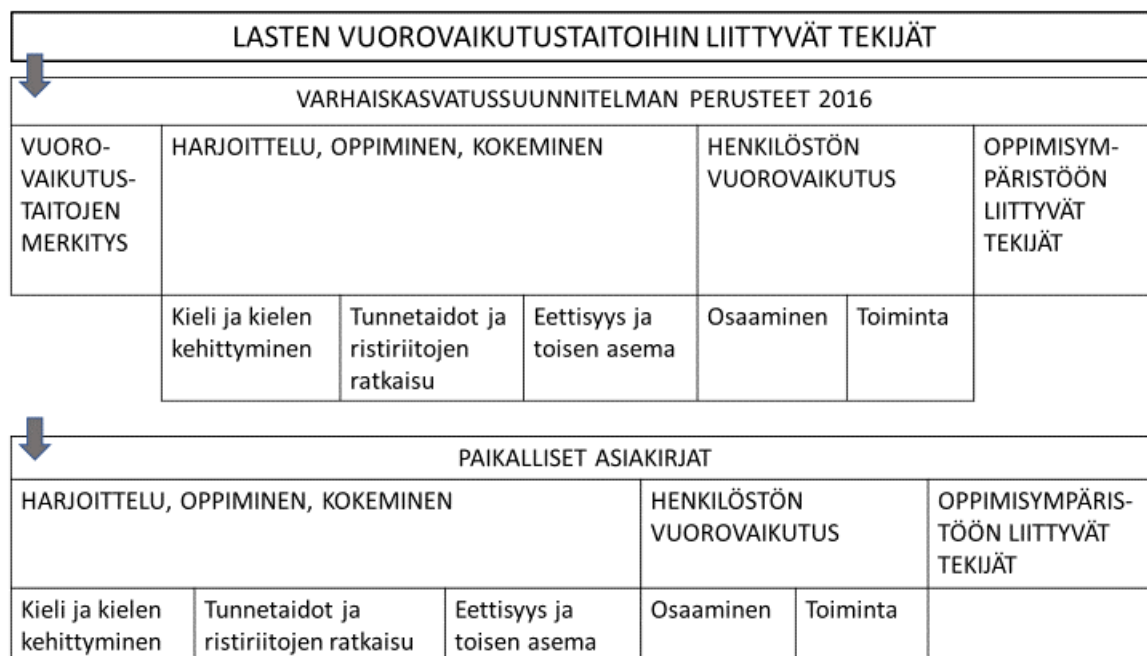 LASTEN VUOROVAIKUTUSTAITOIHIN LIITTYVÄT TEKIJÄT
VARHAISKASVATUSSUUNNITELMAN PERUSTEET 2016
VUORO-
VAIKUTUS-
TAITOJEN
MERKITYS
HARJOITTELU, OPPIMINEN, KOKEMINEN
HENKILÖSTÖN
VUOROVAIKUTUS
OPPIMISYM-
PÄRISTÖÖN
LIITTYVÄT
TEKIJÄT
Kieli ja kielen
kehittyminen
Tunnetaidot ja
ristiriitojen
ratkaisu
Eettisyys ja
toisen asema
Osaaminen
Toiminta
PAIKALLISET ASIAKIRJAT
HARJOITTELU, OPPIMINEN, KOKEMINEN
HENKILÖSTÖN
VUOROVAIKUTUS
OPPIMISYMPÄRIS-
TÖÖN LIITTYVÄT
TEKIJÄT
Kieli ja kielen
kehittyminen
Tunnetaidot ja
ristiriitojen ratkaisu
Eettisyys ja
toisen asema
Osaaminen
Toiminta